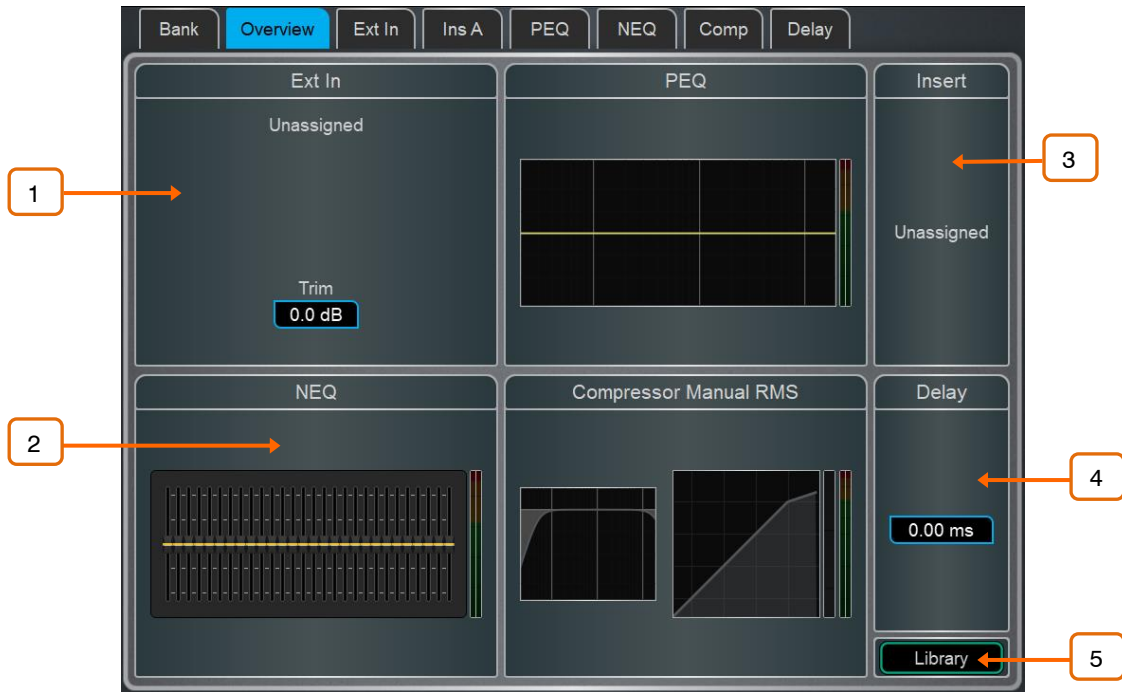 Bank Overview Ext In Ins A PEQ NEQ Comp Delay
Ext In
Unassigned
Trim
0.0 dB
PEQ
Insert
Unassigned
NEQ
Compressor Manual RMS
Delay
0.00 ms
Library
1
2
3
4
5